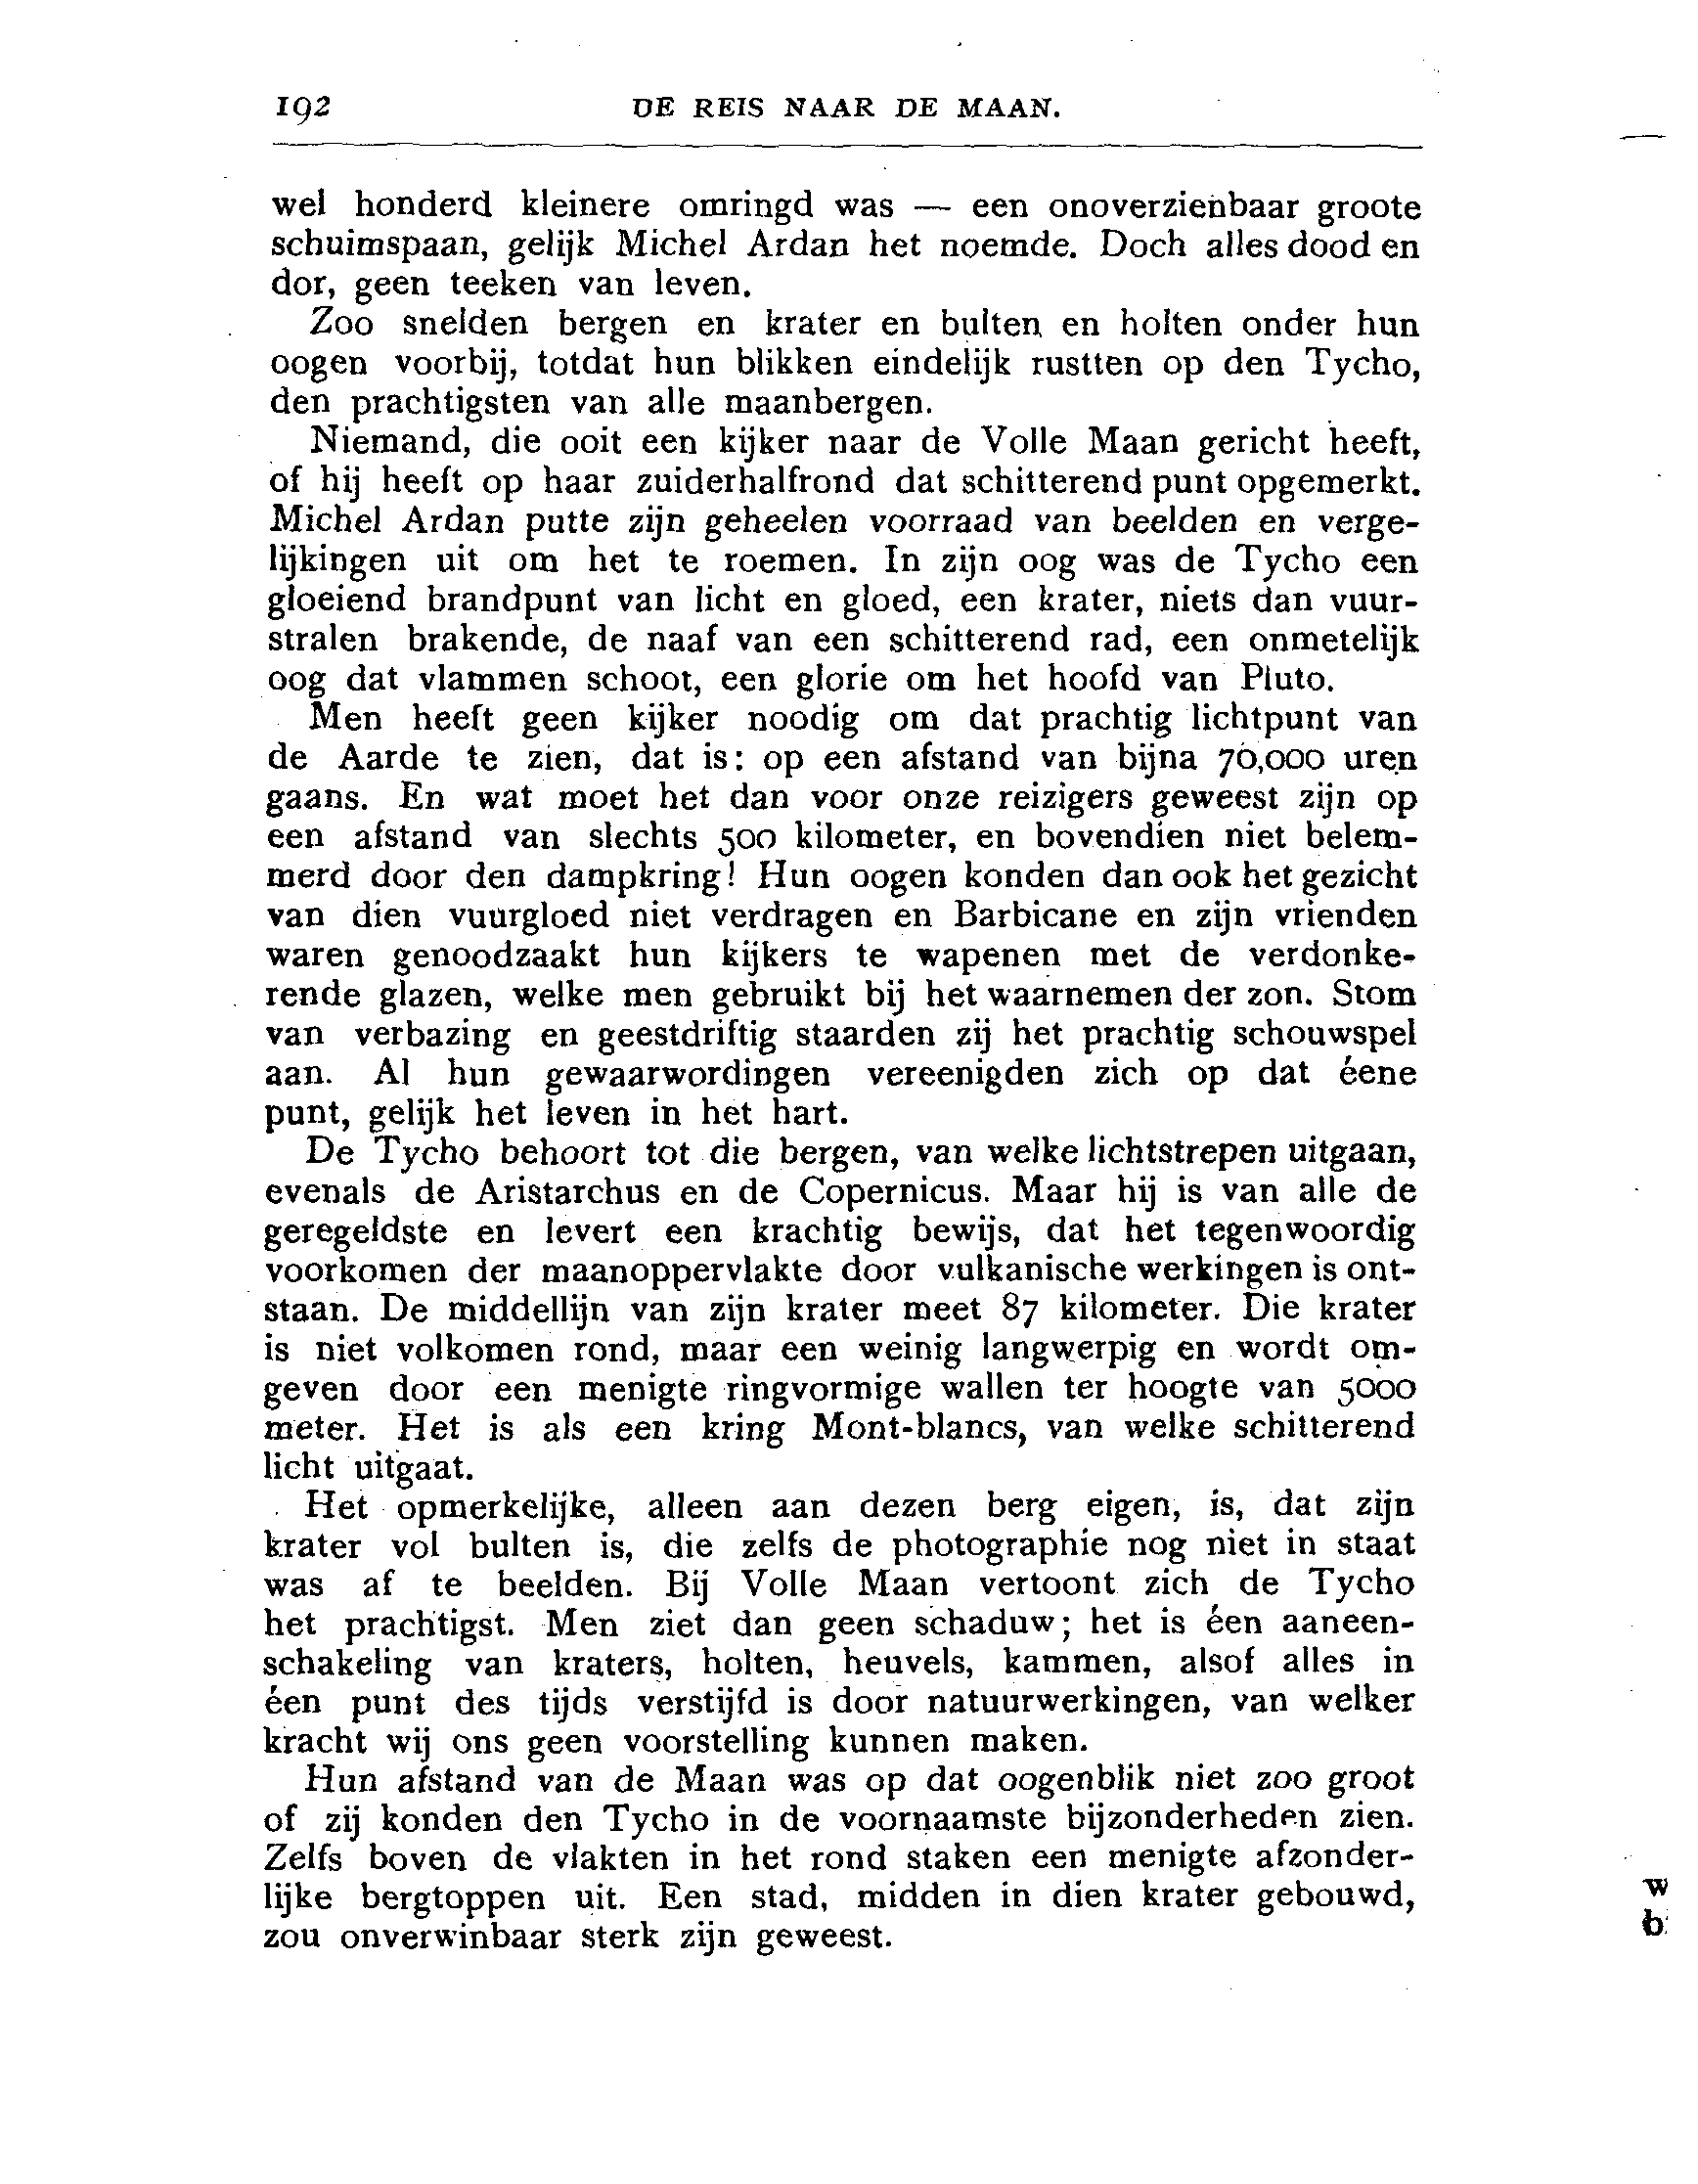 192 DE REIS NAAR DE MAAN.
wel honderd kleinere omringd was — een onoverzienbaar groote
schuimspaan, gelijk Michel Ardan het noemde. Doch alles dood en
dor, geen teeken van leven.
Zoo snelden bergen en krater en bulten en holten onder hun
oogen voorbij, totdat hun blikken eindelijk rustten op den Tycho,
den prachtigsten van alle maanbergen.
Niemand, die ooit een kijker naar de Volle Maan gericht heeft,
of hij heeft op haar zuiderhalfrond dat schitterend punt opgemerkt.
Michel Ardan putte zijn geheelen voorraad van beelden en verge-
lijkingen uit om het te roemen. In zijn oog was de Tycho een
gloeiend brandpunt van licht en gloed, een krater, niets dan vuur-
stralen brakende, de naaf van een schitterend rad, een onmetelijk
oog dat vlammen schoot, een glorie om het hoofd van Pluto.
Men heeft geen kijker noodig om dat prachtig lichtpunt van
de Aarde te zien, dat is: op een afstand van bijna 70,000 uren
gaans. En wat moet het dan voor onze reizigers geweest zijn op
een afstand van slechts 500 kilometer, en bovendien niet belem-
merd door den dampkring! Hun oogen konden dan ook het gezicht
van dien vuurgloed niet verdragen en Barbicane en zijn vrienden
waren genoodzaakt hun kijkers te wapenen met de verdonke-
rende glazen, welke men gebruikt bij het waarnemen der zon. Stom
van verbazing en geestdriftig staarden zij het prachtig schouwspel
aan. Al hun gewaarwordingen vereenigden zich op dat éene
punt, gelijk het leven in het hart.
De Tycho behoort tot die bergen, van welke lichtstrepen uitgaan,
evenals de Aristarchus en de Copernicus. Maar hij is van alle de
geregeldste en levert een krachtig bewijs, dat het tegenwoordig
voorkomen der maanoppervlakte door vulkanische werkingen is ont-
staan. De middellijn van zijn krater meet 87 kilometer. Die krater
is niet volkomen rond, maar een weinig langwerpig en wordt om-
geven door een menigte ringvormige wallen ter hoogte van 5000
meter. Het is als een kring Mont-blancs, van welke schitterend
licht uitgaat.
Het opmerkelijke, alleen aan dezen berg eigen, is, dat zijn
krater vol bulten is, die zelfs de photographie nog niet in staat
was af te beelden. Bij Volle Maan vertoont zich de Tycho
het prachtigst. Men ziet dan geen schaduw; het is éen aaneen-
schakeling van kraters, holten, heuvels, kammen, alsof alles in
éen punt des tijds verstijfd is door natuurwerkingen, van welker
kracht wij ons geen voorstelling kunnen maken.
Hun afstand van de Maan was op dat oogenblik niet zoo groot
of zij konden den Tycho in de voornaamste bijzonderheden zien.
Zelfs boven de vlakten in het rond staken een menigte afzonder-
lijke bergtoppen uit. Een stad, midden in dien krater gebouwd,
zou onverwinbaar sterk zijn geweest.
w
b